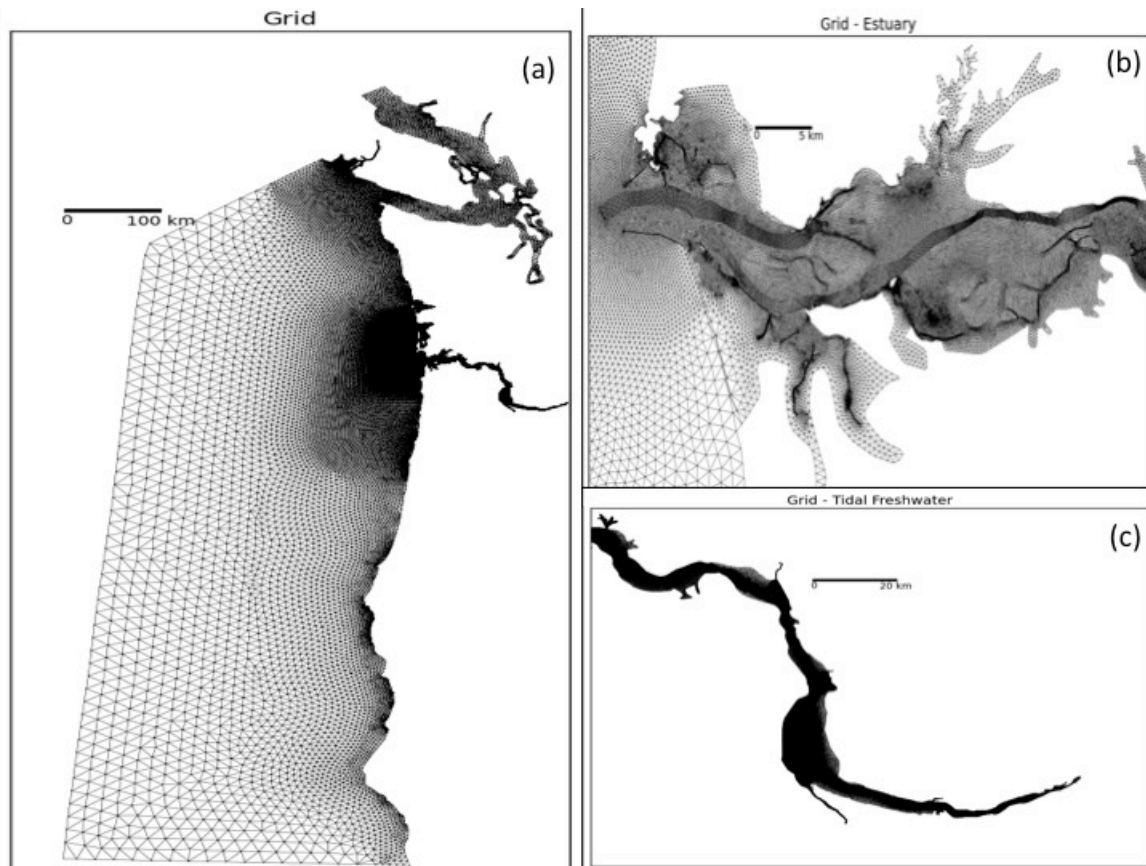 Grid
(a)
0 100 km
Grid - Estuary
(b)
0 5 km
Grid - Tidal Freshwater
(c)
0 20 km